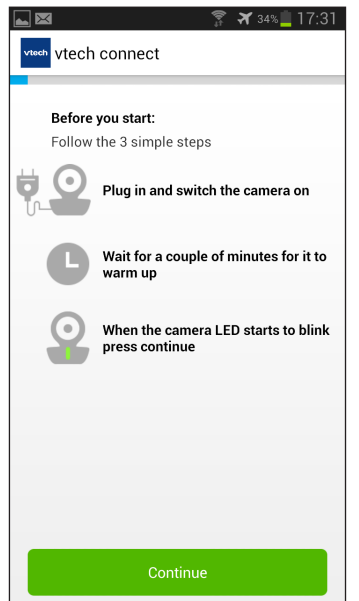 34% 17:31
vtech vtech connect
Before you start:
Follow the 3 simple steps
Plug in and switch the camera on
Wait for a couple of minutes for it to
warm up
When the camera LED starts to blink
press continue
Continue